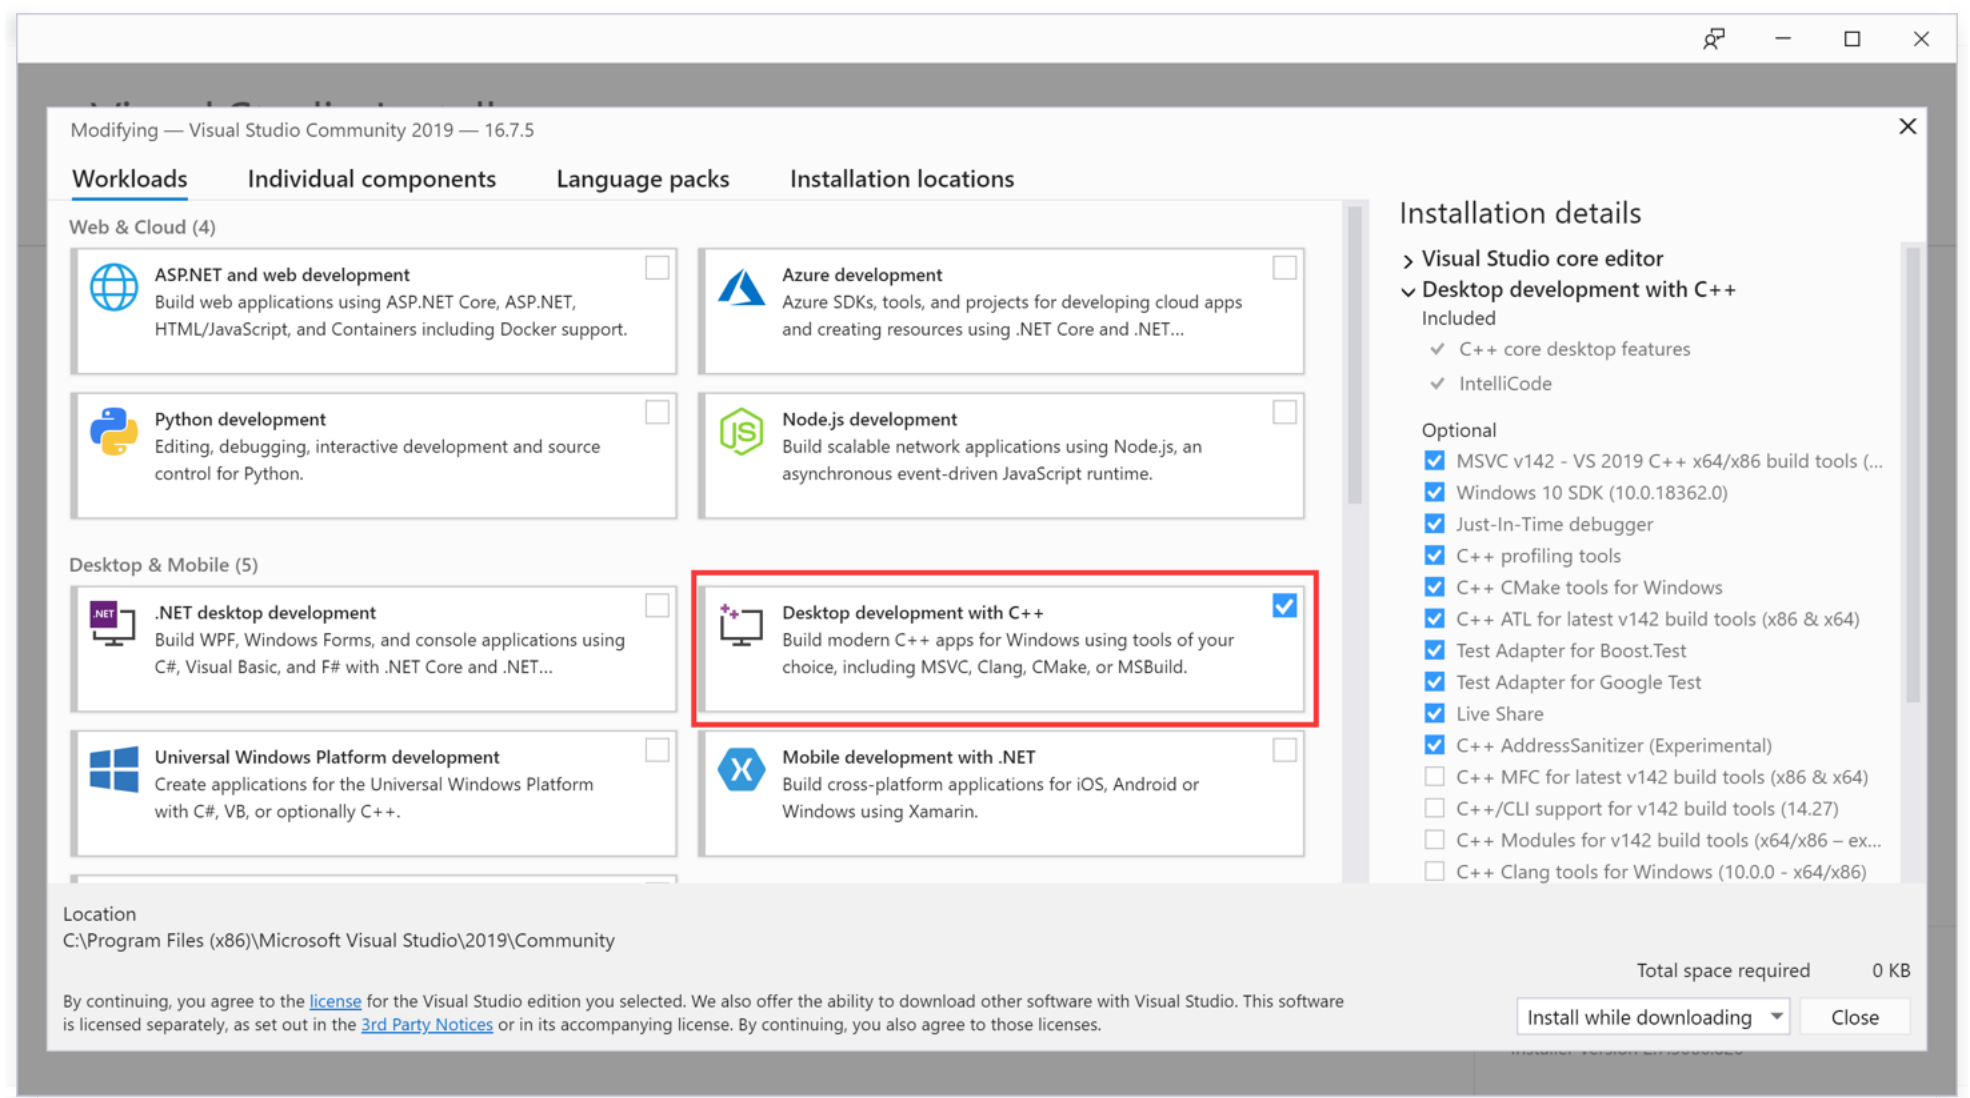 Modifying — Visual Studio Community 2019 — 16.7.5
Workloads
Individual components
Language packs
Installation locations
Web & Cloud (4)
ASP.NET and web development
Build web applications using ASP.NET Core, ASP.NET,
HTML/JavaScript, and Containers including Docker support.
Azure development
Azure SDKs, tools, and projects for developing cloud apps
and creating resources using .NET Core and .NET...
Python development
Editing, debugging, interactive development and source
control for Python.
JS
Node.js development
Build scalable network applications using Node.js, an
asynchronous event-driven JavaScript runtime.
Desktop & Mobile (5)
.NET
.NET desktop development
Build WPF, Windows Forms, and console applications using
C#, Visual Basic, and F# with .NET Core and .NET...
Desktop development with C++
Build modern C++ apps for Windows using tools of your
choice, including MSVC, Clang, CMake, or MSBuild.
Universal Windows Platform development
Create applications for the Universal Windows Platform
with C#, VB, or optionally C++.
Mobile development with .NET
Build cross-platform applications for iOS, Android or
Windows using Xamarin.
Installation details
Visual Studio core editor
Desktop development with C++
Included
C++ core desktop features
IntelliCode
Optional
MSVC v142 - VS 2019 C++ x64/x86 build tools (...
Windows 10 SDK (10.0.18362.0)
Just-In-Time debugger
C++ profiling tools
C++ CMake tools for Windows
C++ ATL for latest v142 build tools (x86 & x64)
Test Adapter for Boost.Test
Test Adapter for Google Test
Live Share
C++ AddressSanitizer (Experimental)
C++ MFC for latest v142 build tools (x86 & x64)
C++/CLI support for v142 build tools (14.27)
C++ Modules for v142 build tools (x64/x86 – ex...
C++ Clang tools for Windows (10.0.0 - x64/x86)
Location
C:\Program Files (x86)\Microsoft Visual Studio\2019\Community
Total space required 0 KB
By continuing, you agree to the license for the Visual Studio edition you selected. We also offer the ability to download other software with Visual Studio. This software
is licensed separately, as set out in the 3rd Party Notices or in its accompanying license. By continuing, you also agree to those licenses.
Install while downloading
Close